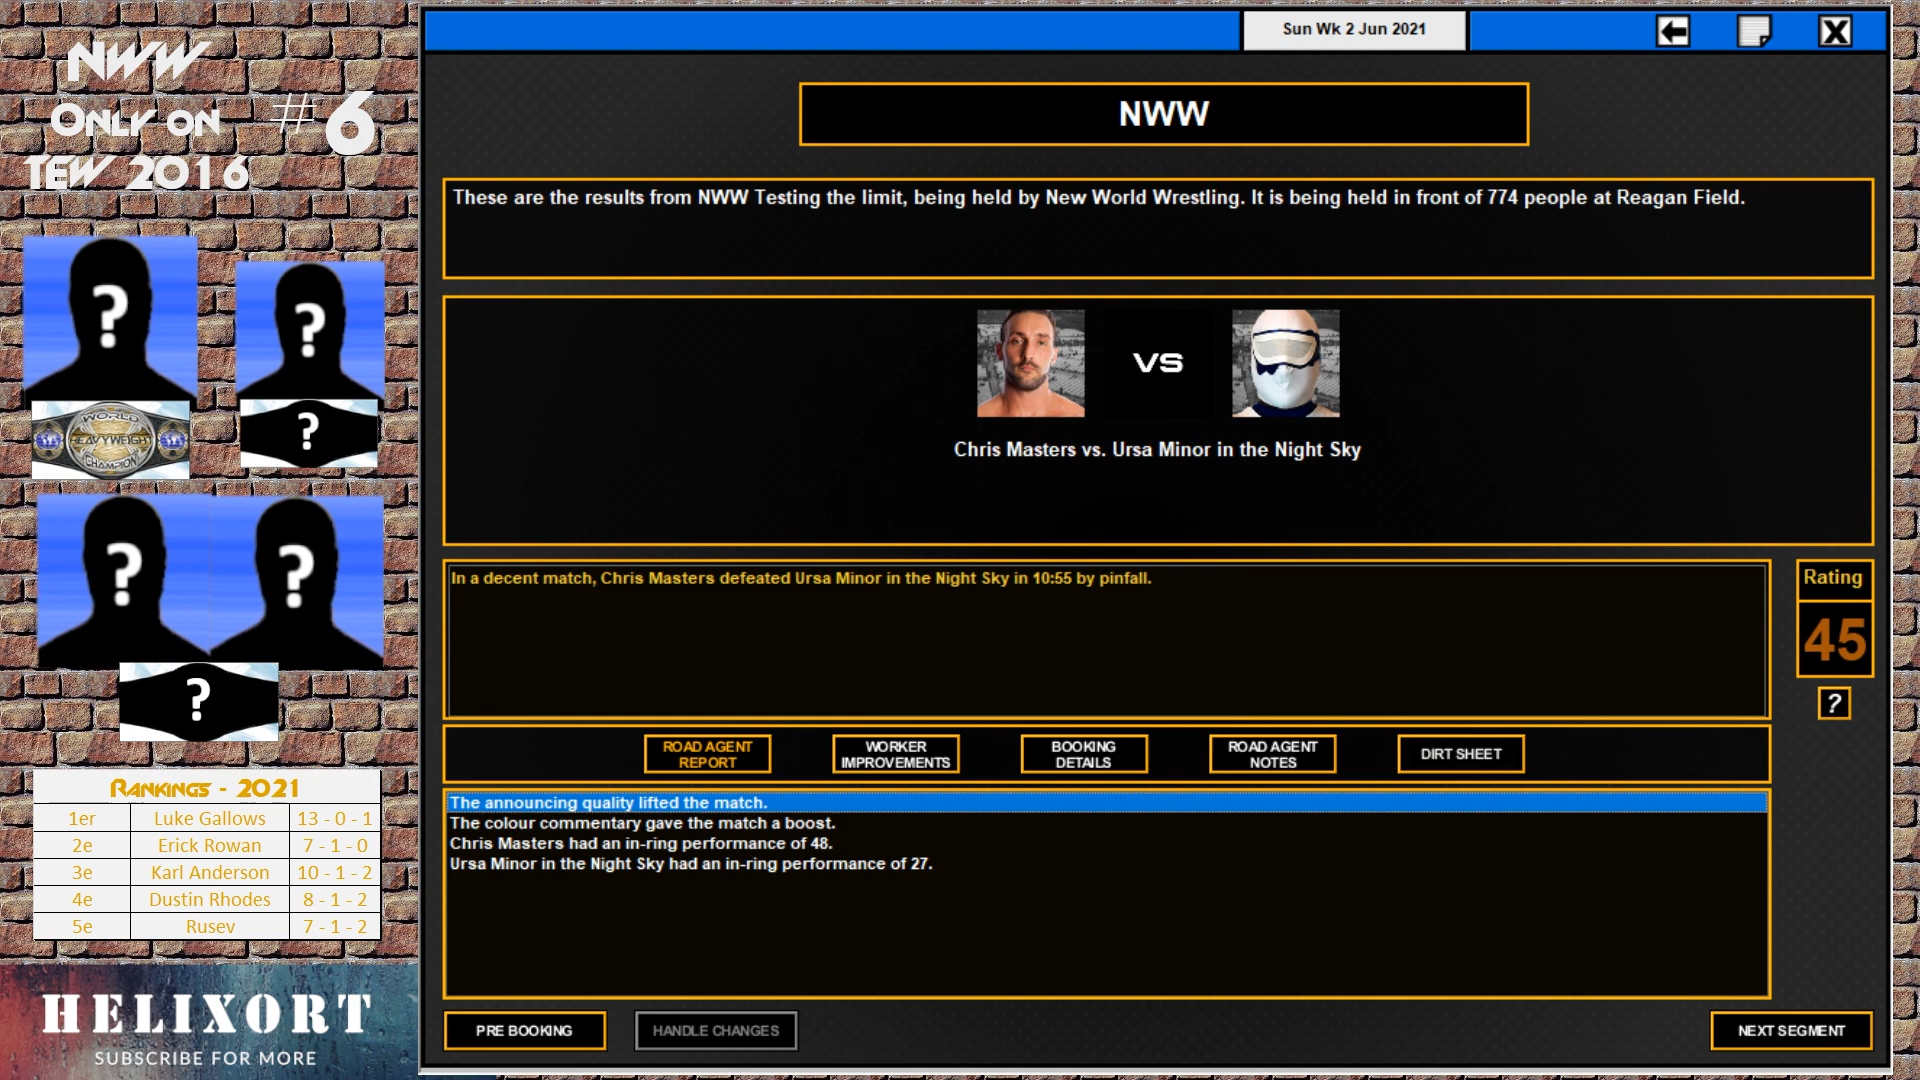 NWW
Only on
TEW 2016
#6
?
?
WORLD
HEAVYWEIGHT
CHAMPION
?
?
?
?
Rankings - 2021
1er Luke Gallows 13 - 0 - 1
2e Erick Rowan 7 - 1 - 0
3e Karl Anderson 10 - 1 - 2
4e Dustin Rhodes 8 - 1 - 2
5e Rusev 7 - 1 - 2
HELIXORT
SUBSCRIBE FOR MORE
Sun Wk 2 Jun 2021
X
NWW
These are the results from NWW Testing the limit, being held by New World Wrestling. It is being held in front of 774 people at Reagan Field.
VS
Chris Masters vs. Ursa Minor in the Night Sky
In a decent match, Chris Masters defeated Ursa Minor in the Night Sky in 10:55 by pinfall.
Rating
45
?
ROAD AGENT
REPORT
WORKER
IMPROVEMENTS
BOOKING
DETAILS
ROAD AGENT
NOTES
DIRT SHEET
The announcing quality lifted the match.
The colour commentary gave the match a boost.
Chris Masters had an in-ring performance of 48.
Ursa Minor in the Night Sky had an in-ring performance of 27.
PRE BOOKING
HANDLE CHANGES
NEXT SEGMENT